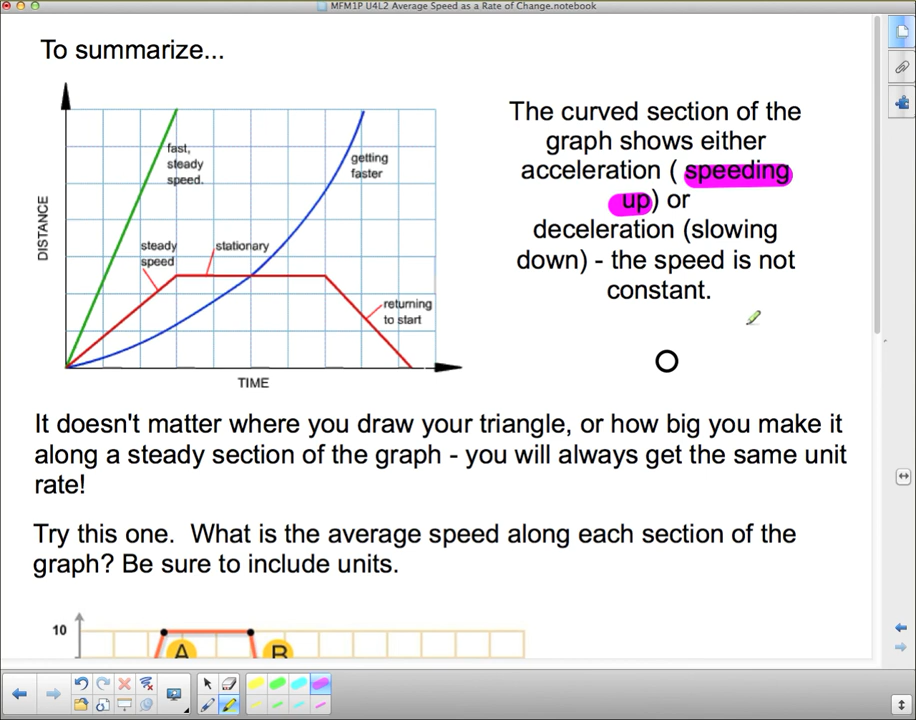 MFM1P U4L2 Average Speed as a Rate of Change.notebook
To summarize...
fast,
steady
speed.
getting
faster
steady
speed
stationary
returning
to start
DISTANCE
TIME
The curved section of the
graph shows either
acceleration ( speeding
up) or
deceleration (slowing
down) - the speed is not
constant.
It doesn't matter where you draw your triangle, or how big you make it
along a steady section of the graph - you will always get the same unit
rate!
Try this one. What is the average speed along each section of the
graph? Be sure to include units.
10
A
B